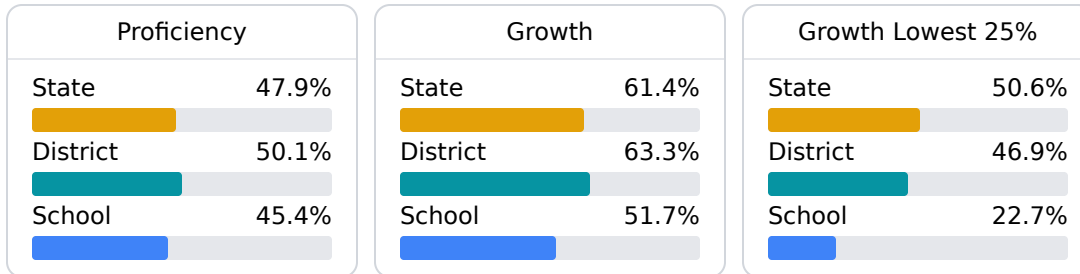 Proficiency
State 47.9%
District 50.1%
School 45.4%
Growth
State 61.4%
District 63.3%
School 51.7%
Growth Lowest 25%
State 50.6%
District 46.9%
School 22.7%